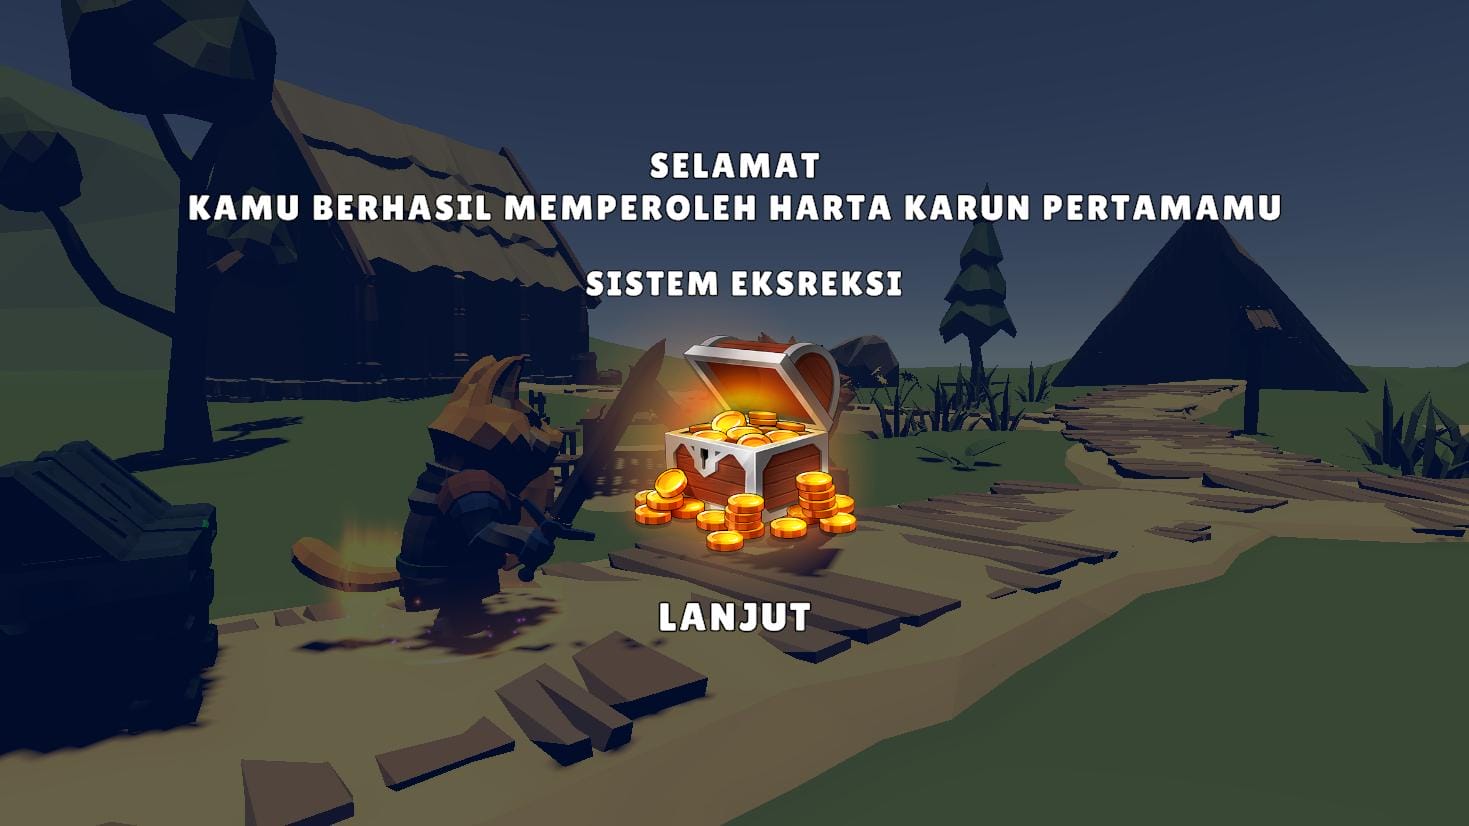 SELAMAT
KAMU BERHASIL MEMPEROLEH HARTA KARUN PERTAMAMU
SISTEM EKSREKSI
LANJUT